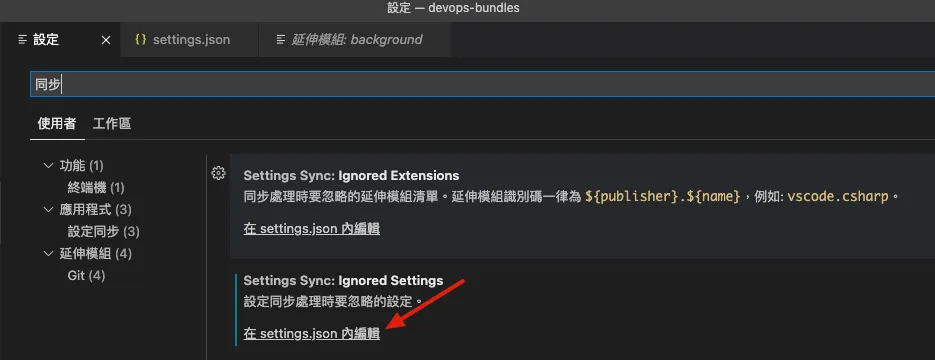 設定 — devops-bundles
設定
settings.json
延伸模組: background
同步
使用者 工作區
功能 (1)
終端機 (1)
應用程式 (3)
設定同步 (3)
延伸模組 (4)
Git (4)
Settings Sync: Ignored Extensions
同步處理時要忽略的延伸模組清單。延伸模組識別碼一律為 ${publisher}.${name}，例如: vscode.csharp。
在 settings.json 內編輯
Settings Sync: Ignored Settings
設定同步處理時要忽略的設定。
在 settings.json 內編輯